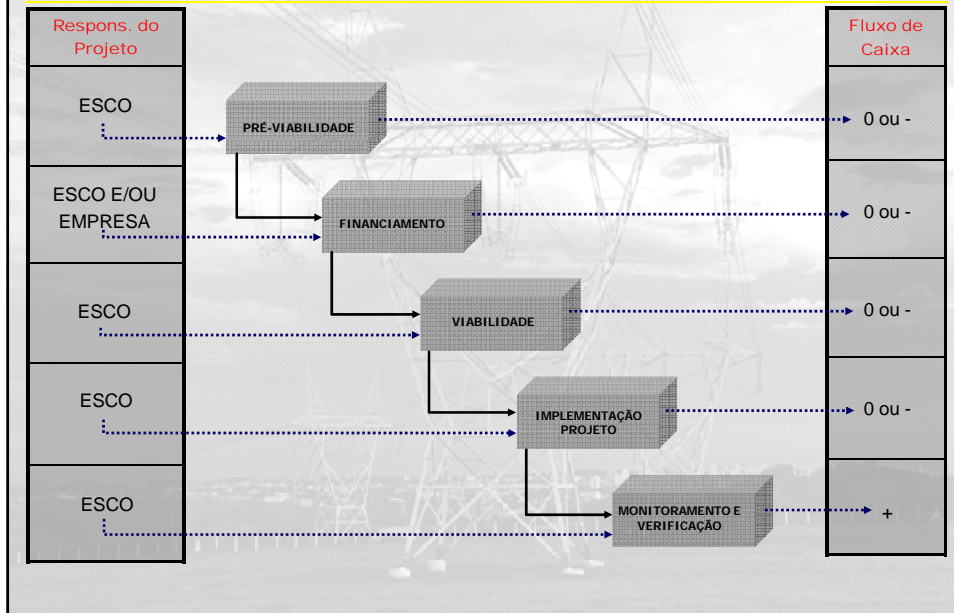 Respons. do
Projeto
Fluxo de
Caixa
ESCO
PRÉ-VIABILIDADE
0 ou -
ESCO E/OU
EMPRESA
FINANCIAMENTO
0 ou -
ESCO
VIABILIDADE
0 ou -
ESCO
IMPLEMENTAÇÃO
PROJETO
0 ou -
ESCO
MONITORAMENTO E
VERIFICAÇÃO
+